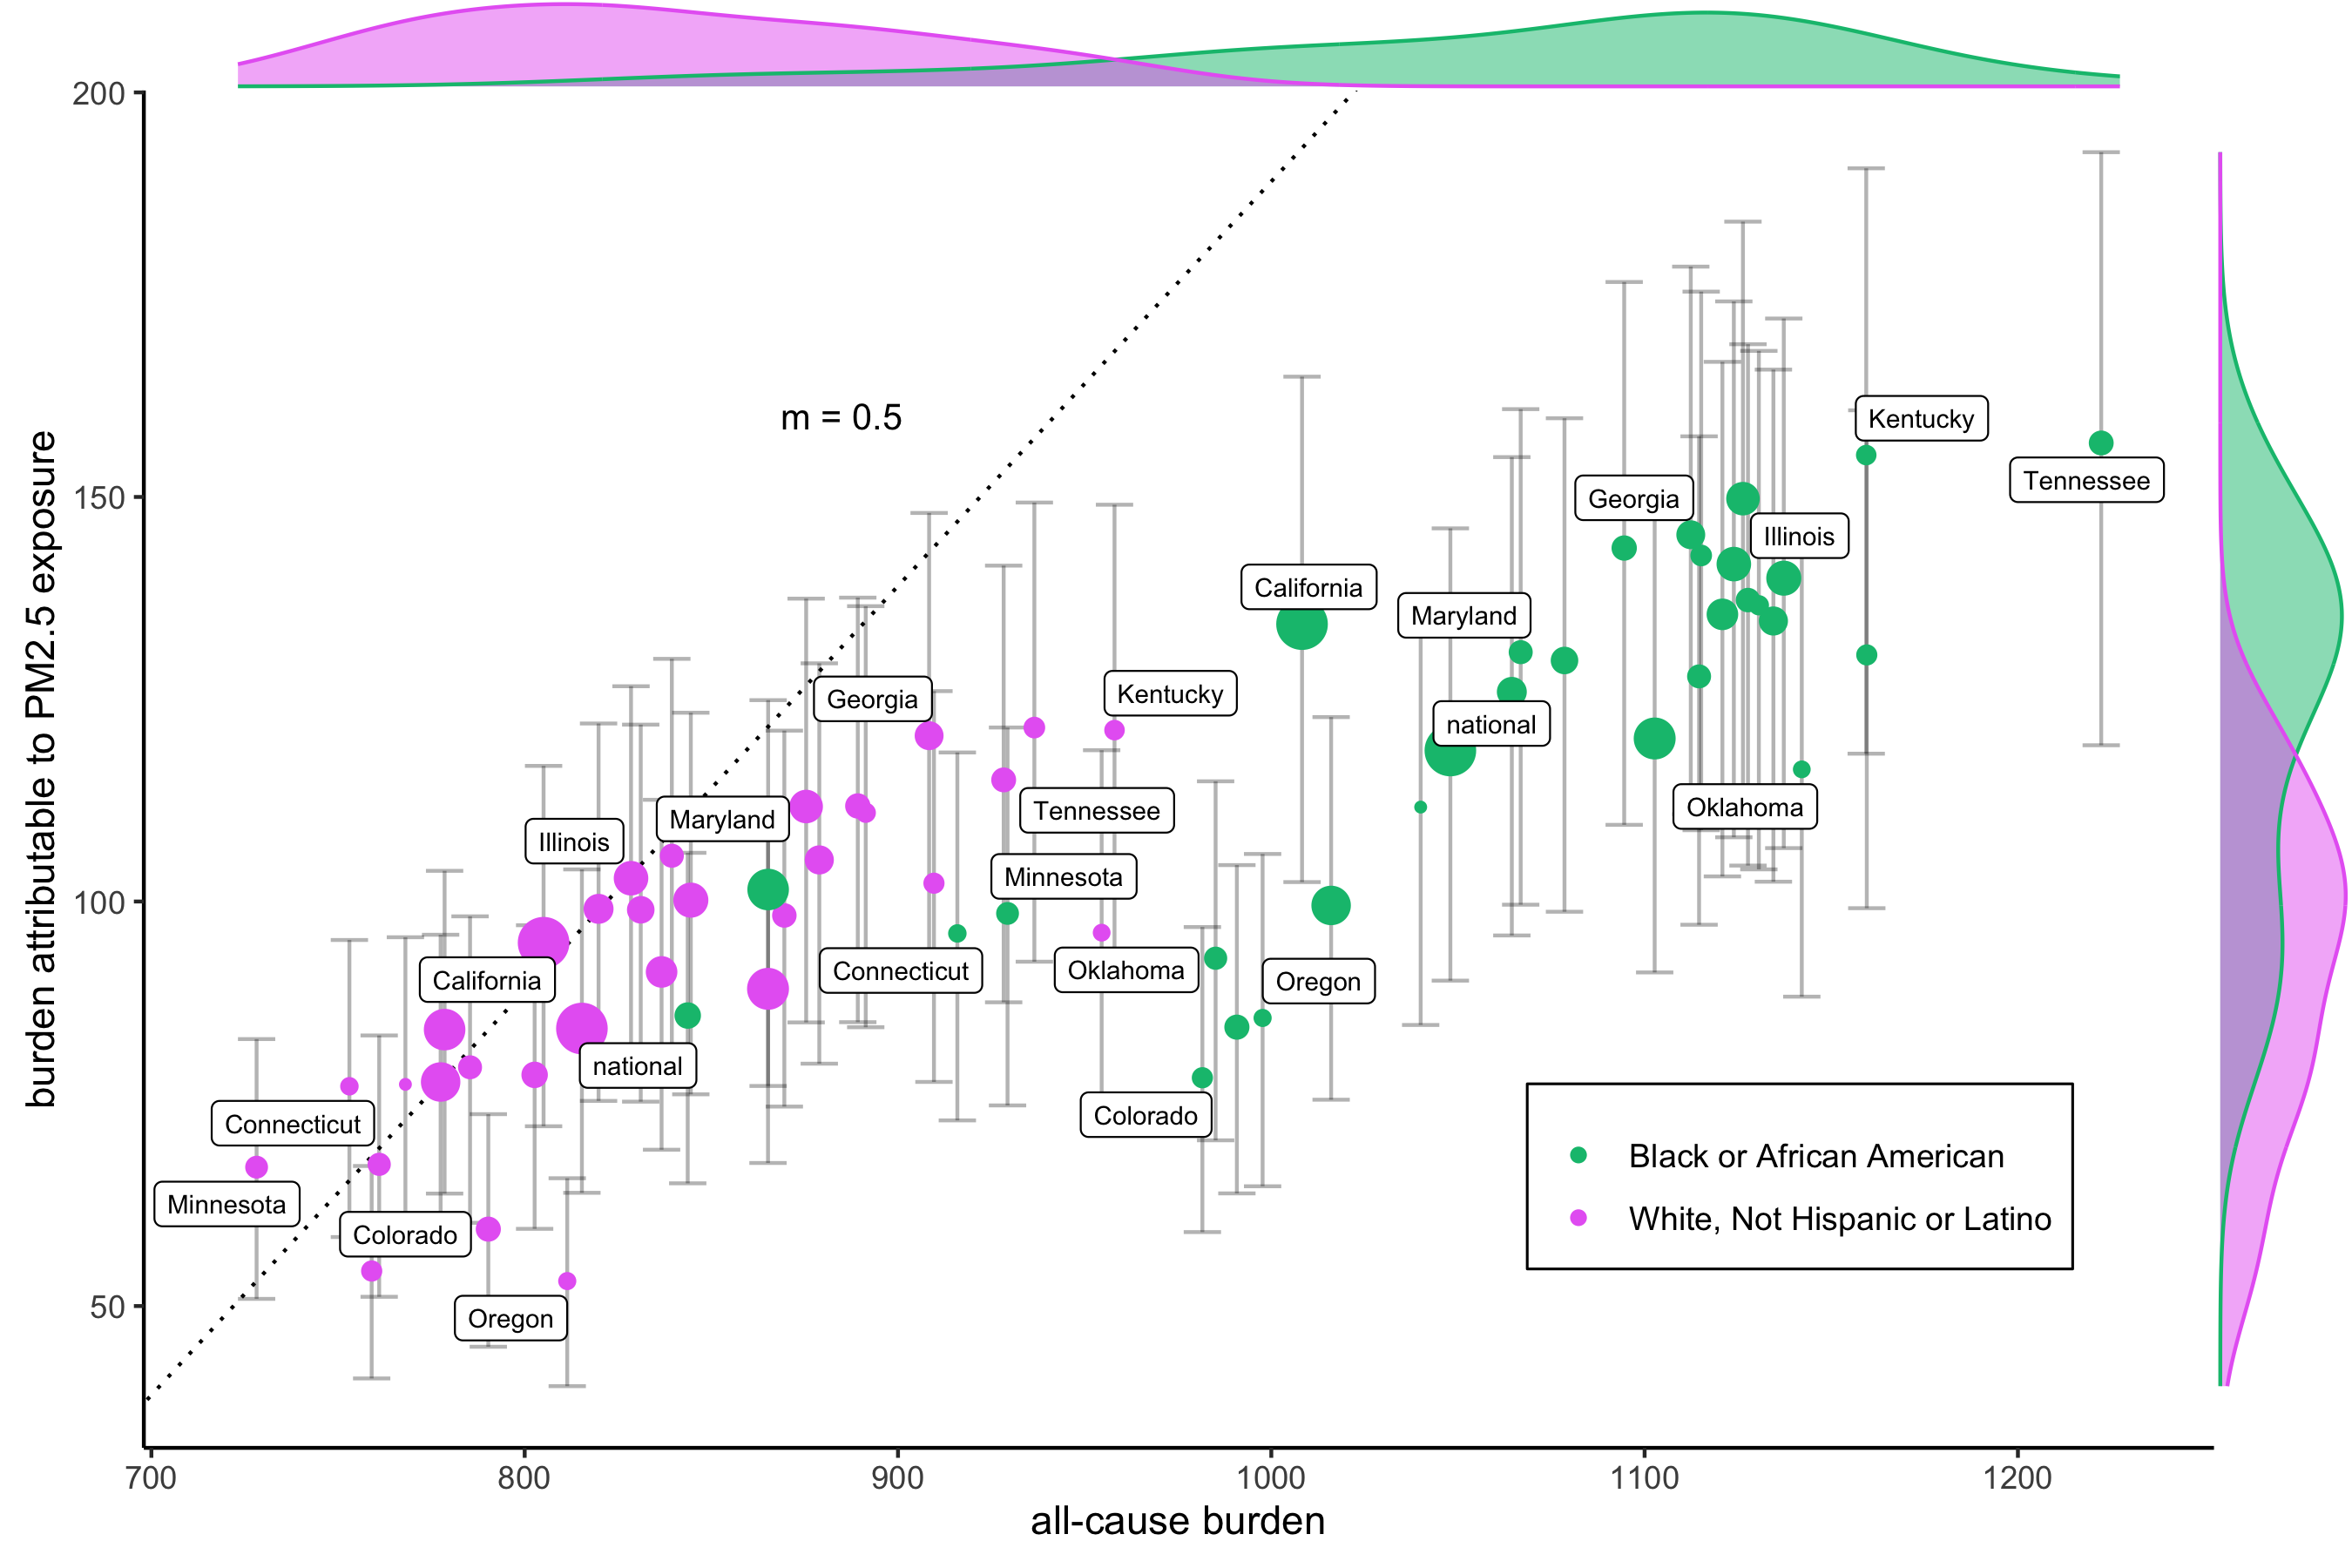 200
150
100
50
burden attributable to PM2.5 exposure
m = 0.5
Kentucky
Tennessee
Georgia
Illinois
California
Maryland
Kentucky
Georgia
national
Oklahoma
Tennessee
Maryland
Illinois
Minnesota
Connecticut
Oklahoma
California
Oregon
national
Colorado
Connecticut
Minnesota
Colorado
Oregon
Black or African American
White, Not Hispanic or Latino
700 800 900 1000 1100 1200
all-cause burden